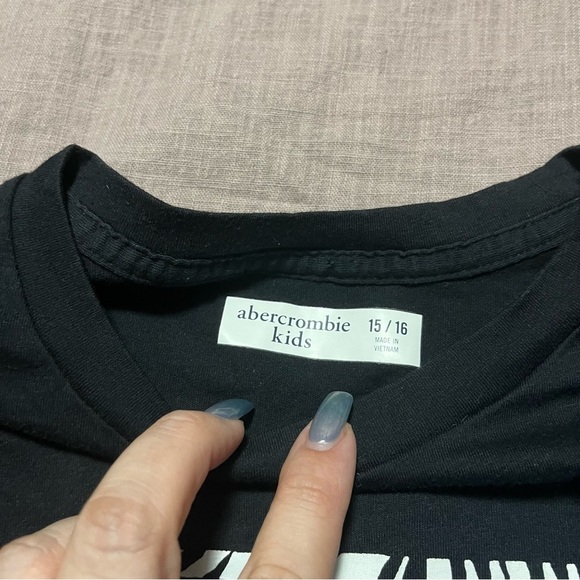 abercrombie
kids
15 / 16
MADE IN
VIETNAM